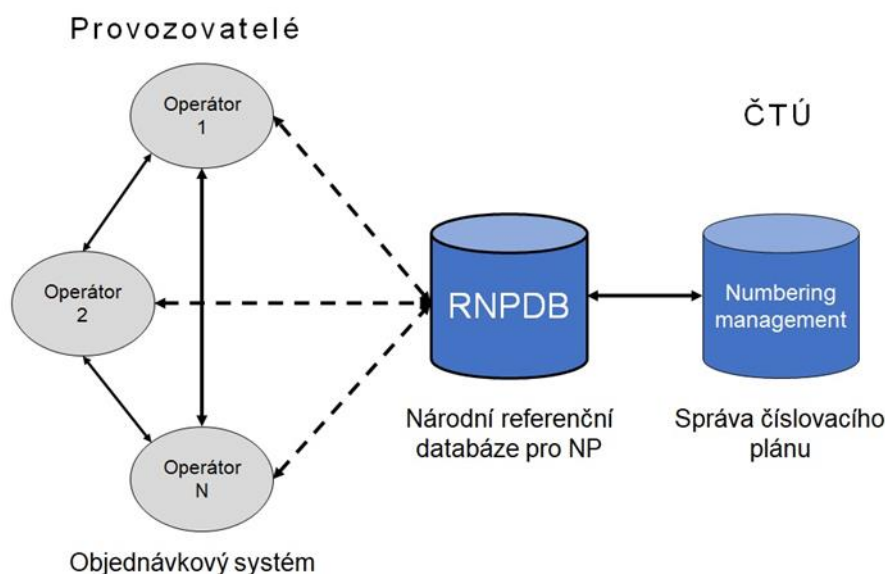 Provozovatelé
Operátor
1
ČTÚ
Operátor
2
RNPDB
Numbering
management
Národní referenční
databáze pro NP
Správa číslovacího
plánu
Operátor
N
Objednávkový systém